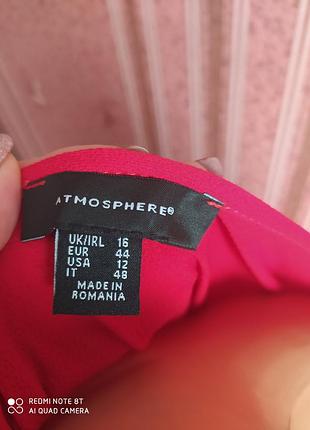 ATMOSPHERE®
UK/IRL 16
EUR 44
USA 12
IT 48
MADE IN
ROMANIA
REDMI NOTE 8T
AI QUAD CAMERA